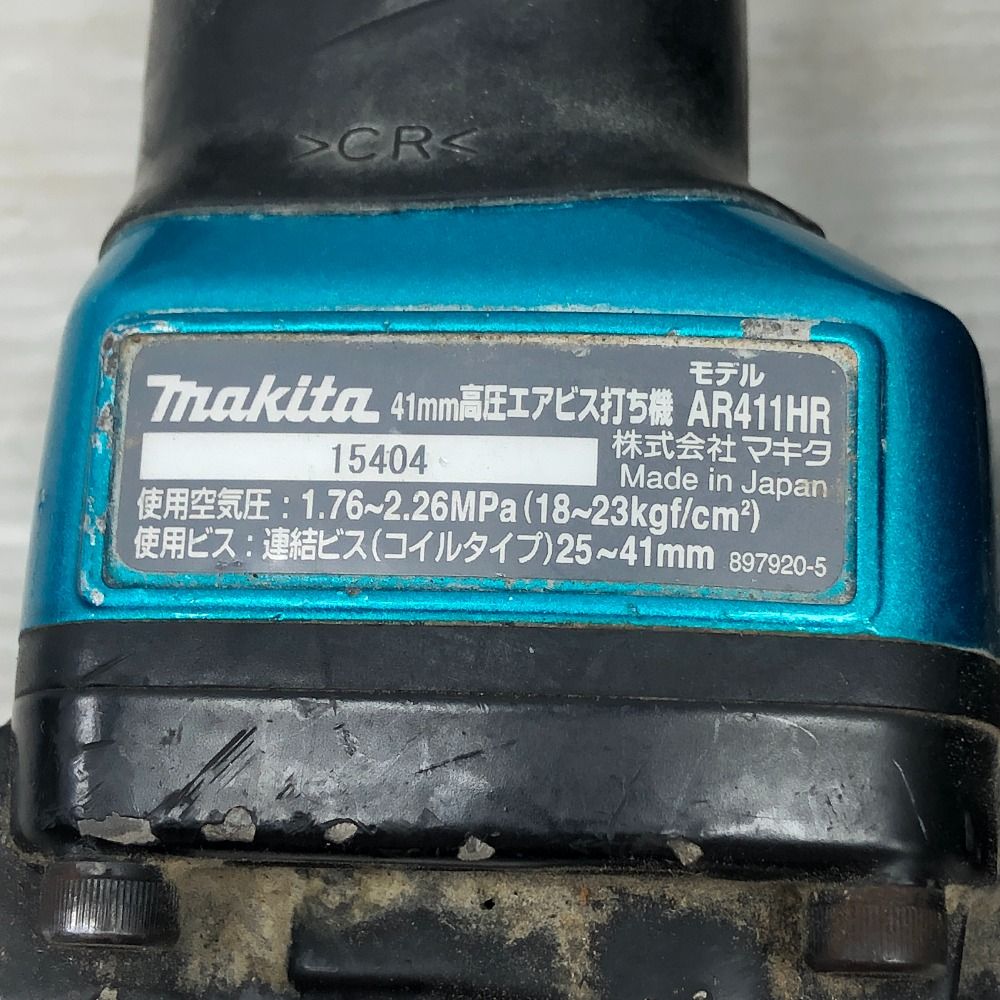 >CR<
makita 41mm高圧エアビス打ち機 モデル AR411HR
15404 株式会社マキタ
Made in Japan
使用空気圧：1.76~2.26MPa(18~23kgf/cm²)
使用ビス：連結ビス(コイルタイプ)25~41mm 897920-5